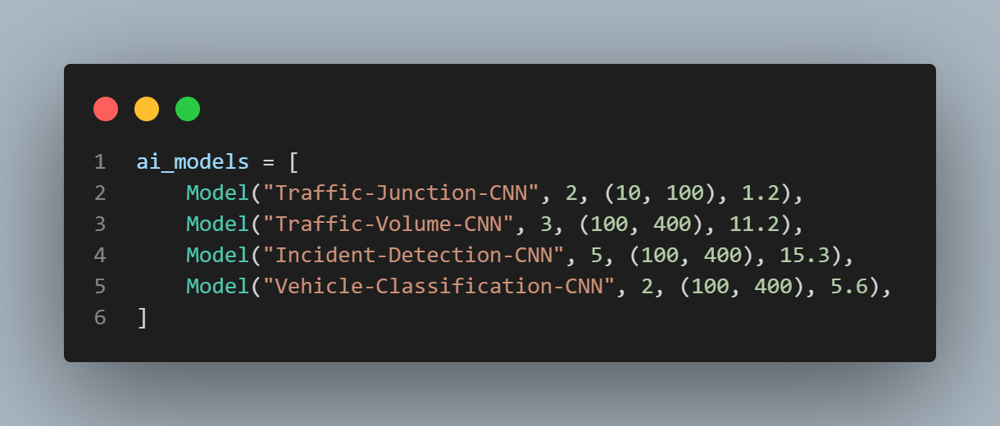 1 ai_models = [
2     Model("Traffic-Junction-CNN", 2, (10, 100), 1.2),
3     Model("Traffic-Volume-CNN", 3, (100, 400), 11.2),
4     Model("Incident-Detection-CNN", 5, (100, 400), 15.3),
5     Model("Vehicle-Classification-CNN", 2, (100, 400), 5.6),
6 ]